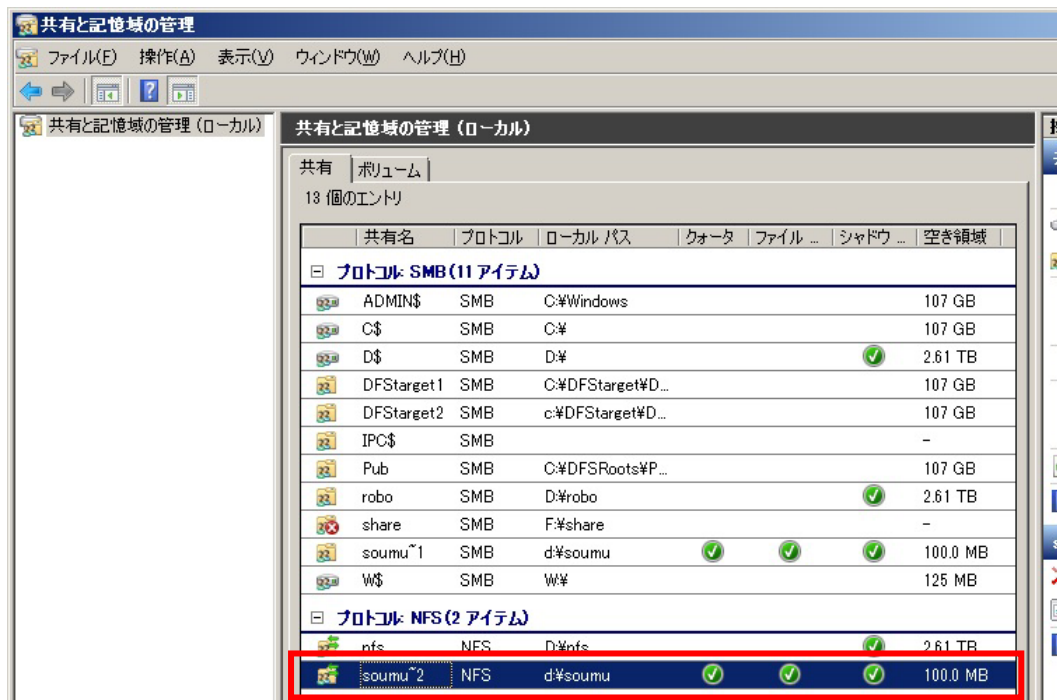 共有と記憶域の管理
ファイル(F) 操作(A) 表示(V) ウィンドウ(W) ヘルプ(H)
共有と記憶域の管理 (ローカル)
共有と記憶域の管理 (ローカル)
共有 ボリューム
13 個のエントリ
共有名 プロトコル ローカル パス クォータ ファイル ... シャドウ ... 空き領域
プロトコル: SMB (11 アイテム)
ADMIN$ SMB C:¥Windows 107 GB
C$ SMB C:¥ 107 GB
D$ SMB D:¥ 2.61 TB
DFStarget1 SMB C:¥DFStarget¥D... 107 GB
DFStarget2 SMB c:¥DFStarget¥D... 107 GB
IPC$ SMB -
Pub SMB C:¥DFSRoots¥P... 107 GB
robo SMB D:¥robo 2.61 TB
share SMB F:¥share -
soumu~1 SMB d:¥soumu 100.0 MB
W$ SMB W:¥ 125 MB
プロトコル: NFS (2 アイテム)
nfs NFS D:¥nfs 2.61 TB
soumu~2 NFS d:¥soumu 100.0 MB